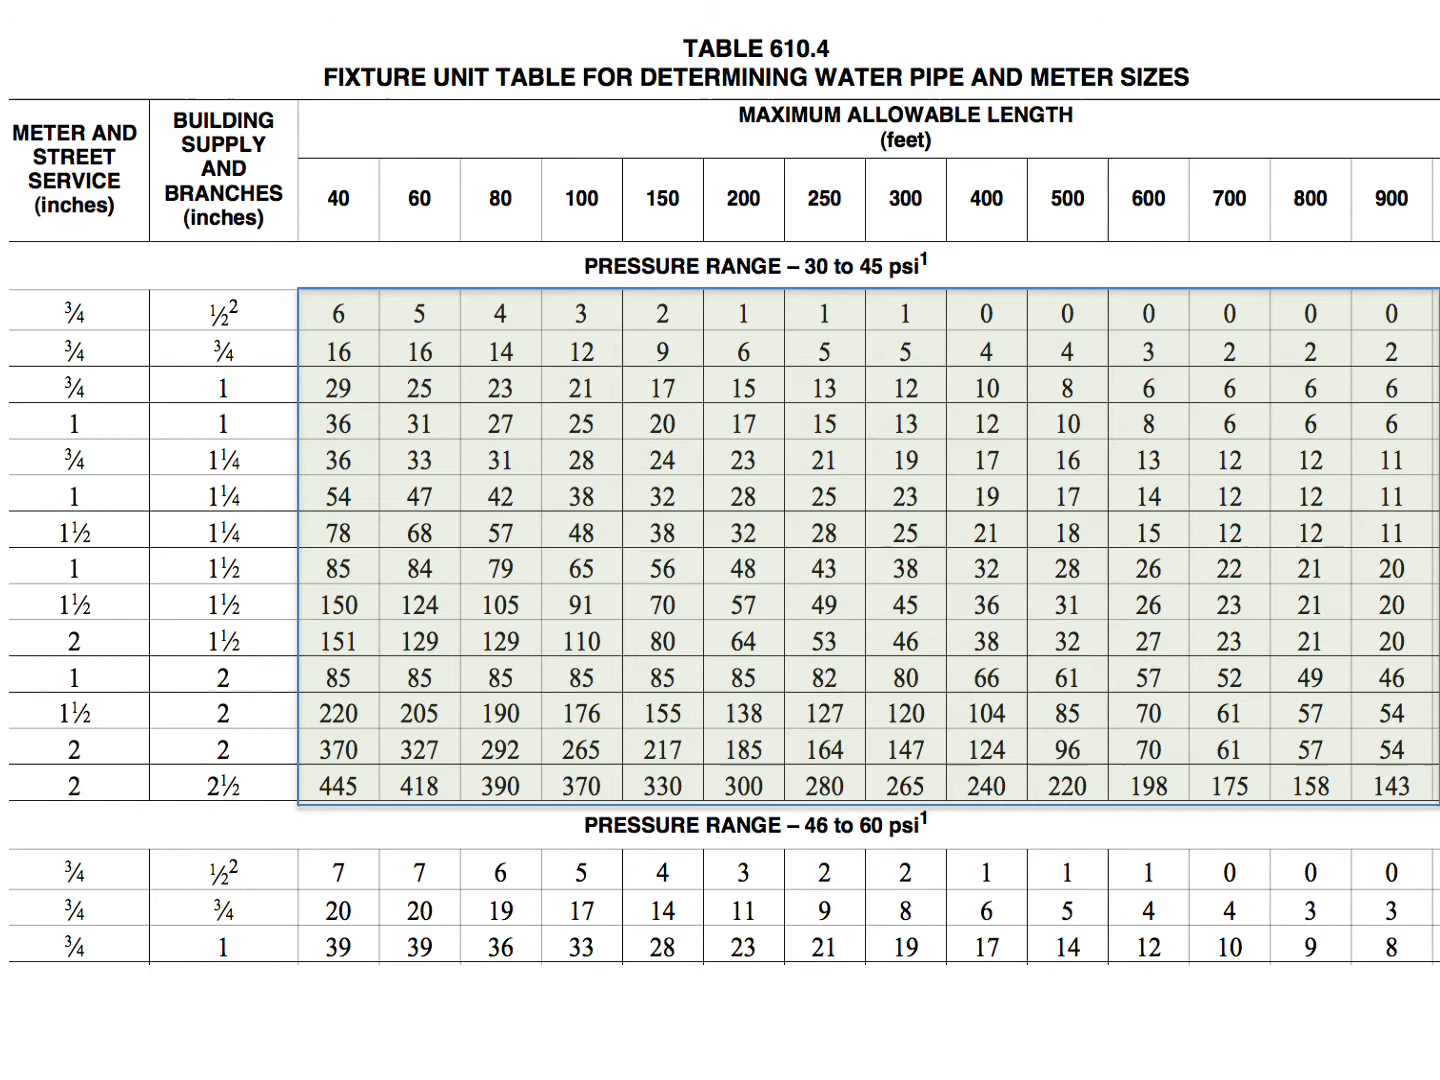 TABLE 610.4
FIXTURE UNIT TABLE FOR DETERMINING WATER PIPE AND METER SIZES
METER AND STREET SERVICE (inches) BUILDING SUPPLY AND BRANCHES (inches) MAXIMUM ALLOWABLE LENGTH (feet)
40 60 80 100 150 200 250 300 400 500 600 700 800 900
PRESSURE RANGE – 30 to 45 psi¹
¾ ½² 6 5 4 3 2 1 1 1 0 0 0 0 0 0
¾ ¾ 16 16 14 12 9 6 5 5 4 4 3 2 2 2
¾ 1 29 25 23 21 17 15 13 12 10 8 6 6 6 6
1 1 36 31 27 25 20 17 15 13 12 10 8 6 6 6
¾ 1¼ 36 33 31 28 24 23 21 19 17 16 13 12 12 11
1 1¼ 54 47 42 38 32 28 25 23 19 17 14 12 12 11
1½ 1¼ 78 68 57 48 38 32 28 25 21 18 15 12 12 11
1 1½ 85 84 79 65 56 48 43 38 32 28 26 22 21 20
1½ 1½ 150 124 105 91 70 57 49 45 36 31 26 23 21 20
2 1½ 151 129 129 110 80 64 53 46 38 32 27 23 21 20
1 2 85 85 85 85 85 85 82 80 66 61 57 52 49 46
1½ 2 220 205 190 176 155 138 127 120 104 85 70 61 57 54
2 2 370 327 292 265 217 185 164 147 124 96 70 61 57 54
2 2½ 445 418 390 370 330 300 280 265 240 220 198 175 158 143
PRESSURE RANGE – 46 to 60 psi¹
¾ ½² 7 7 6 5 4 3 2 2 1 1 1 0 0 0
¾ ¾ 20 20 19 17 14 11 9 8 6 5 4 4 3 3
¾ 1 39 39 36 33 28 23 21 19 17 14 12 10 9 8